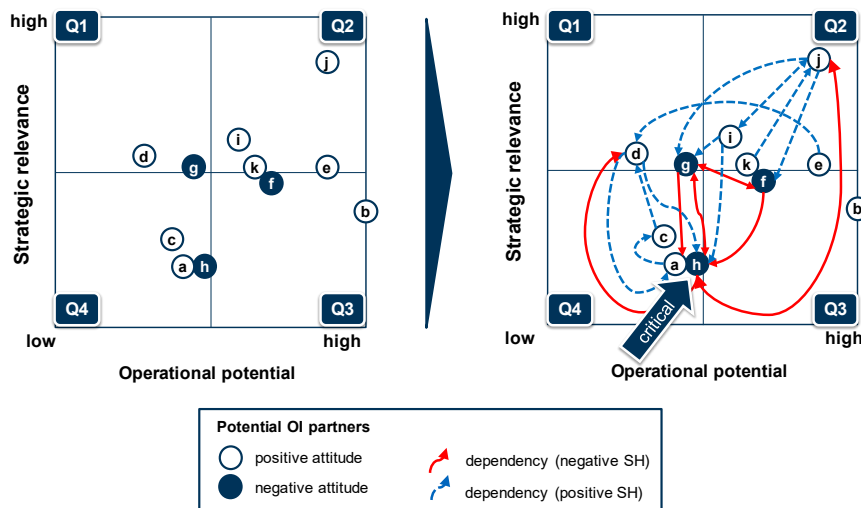 high
Q1
Q2
j
i
d
g
k
e
f
b
c
a
h
Q4
Q3
low
high
Strategic relevance
Operational potential
Q1
Q2
high
j
i
d
g
k
e
f
b
c
a
h
critical
Q4
Q3
low
high
Strategic relevance
Operational potential
Potential OI partners
positive attitude
negative attitude
dependency (negative SH)
dependency (positive SH)